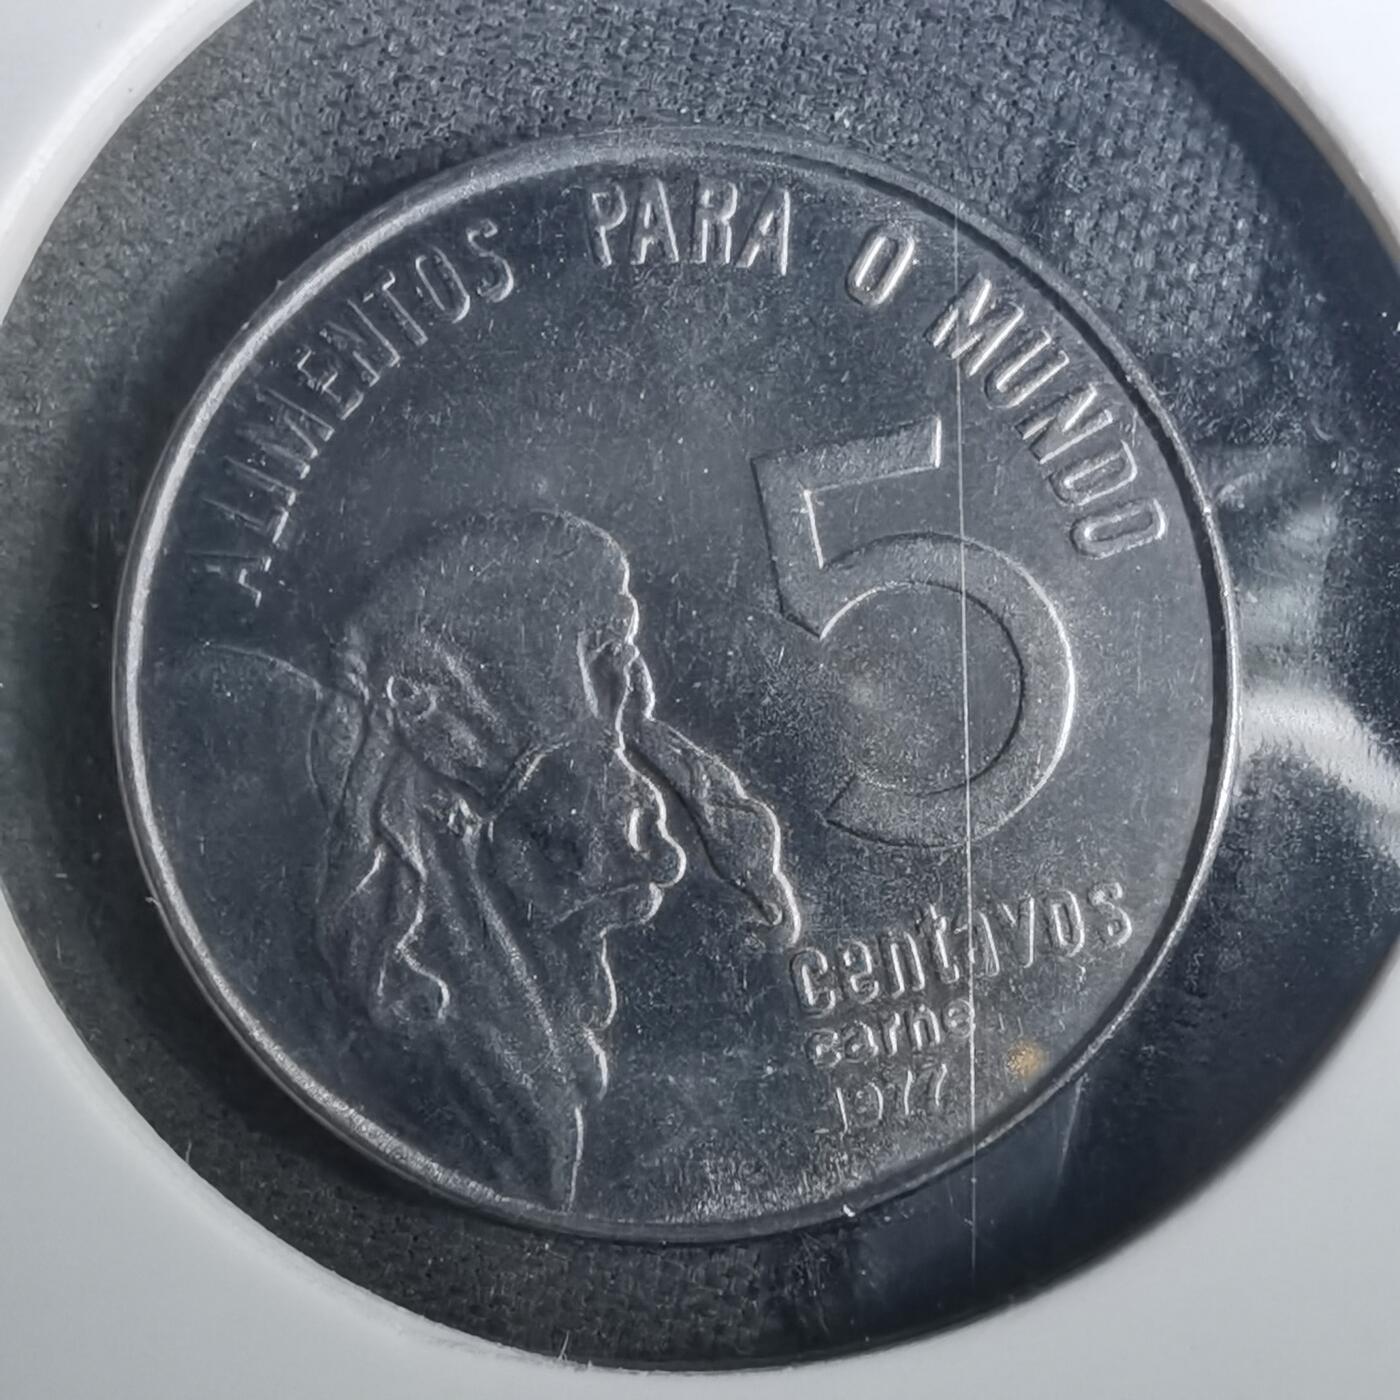 ALIMENTOS PARA O MUNDO
5
centavos
carne
1977